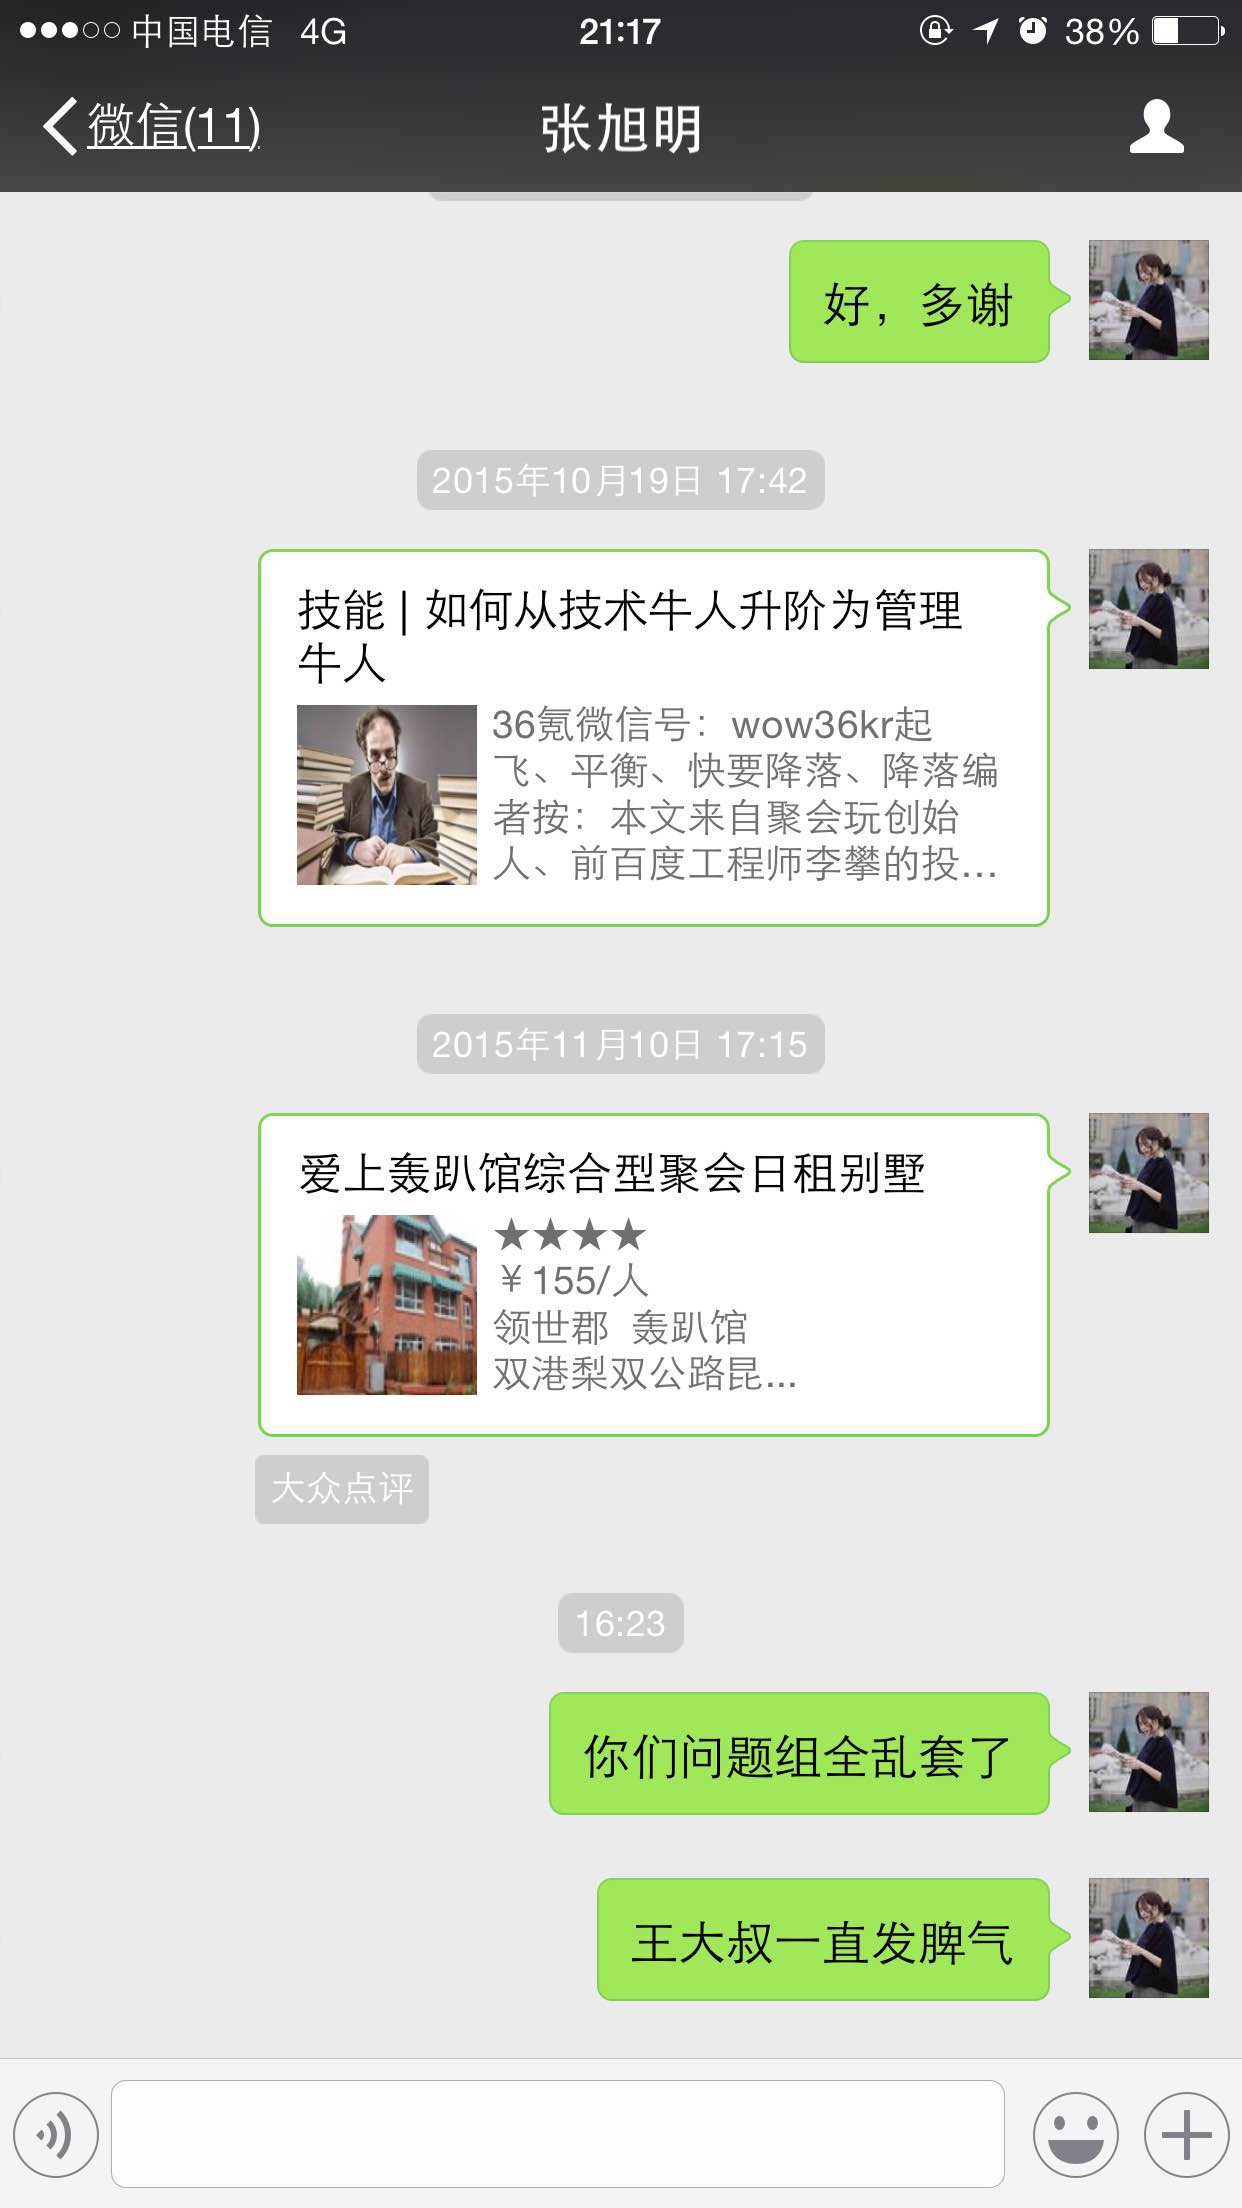 中国电信 4G 21:17 38%
微信(11) 张旭明
好，多谢
2015年10月19日 17:42
技能 | 如何从技术牛人升阶为管理
牛人
36氪微信号：wow36kr起
飞、平衡、快要降落、降落编
者按：本文来自聚会玩创始
人、前百度工程师李攀的投...
2015年11月10日 17:15
爱上轰趴馆综合型聚会日租别墅
★★★★
￥155/人
领世郡 轰趴馆
双港梨双公路昆...
大众点评
16:23
你们问题组全乱套了
王大叔一直发脾气